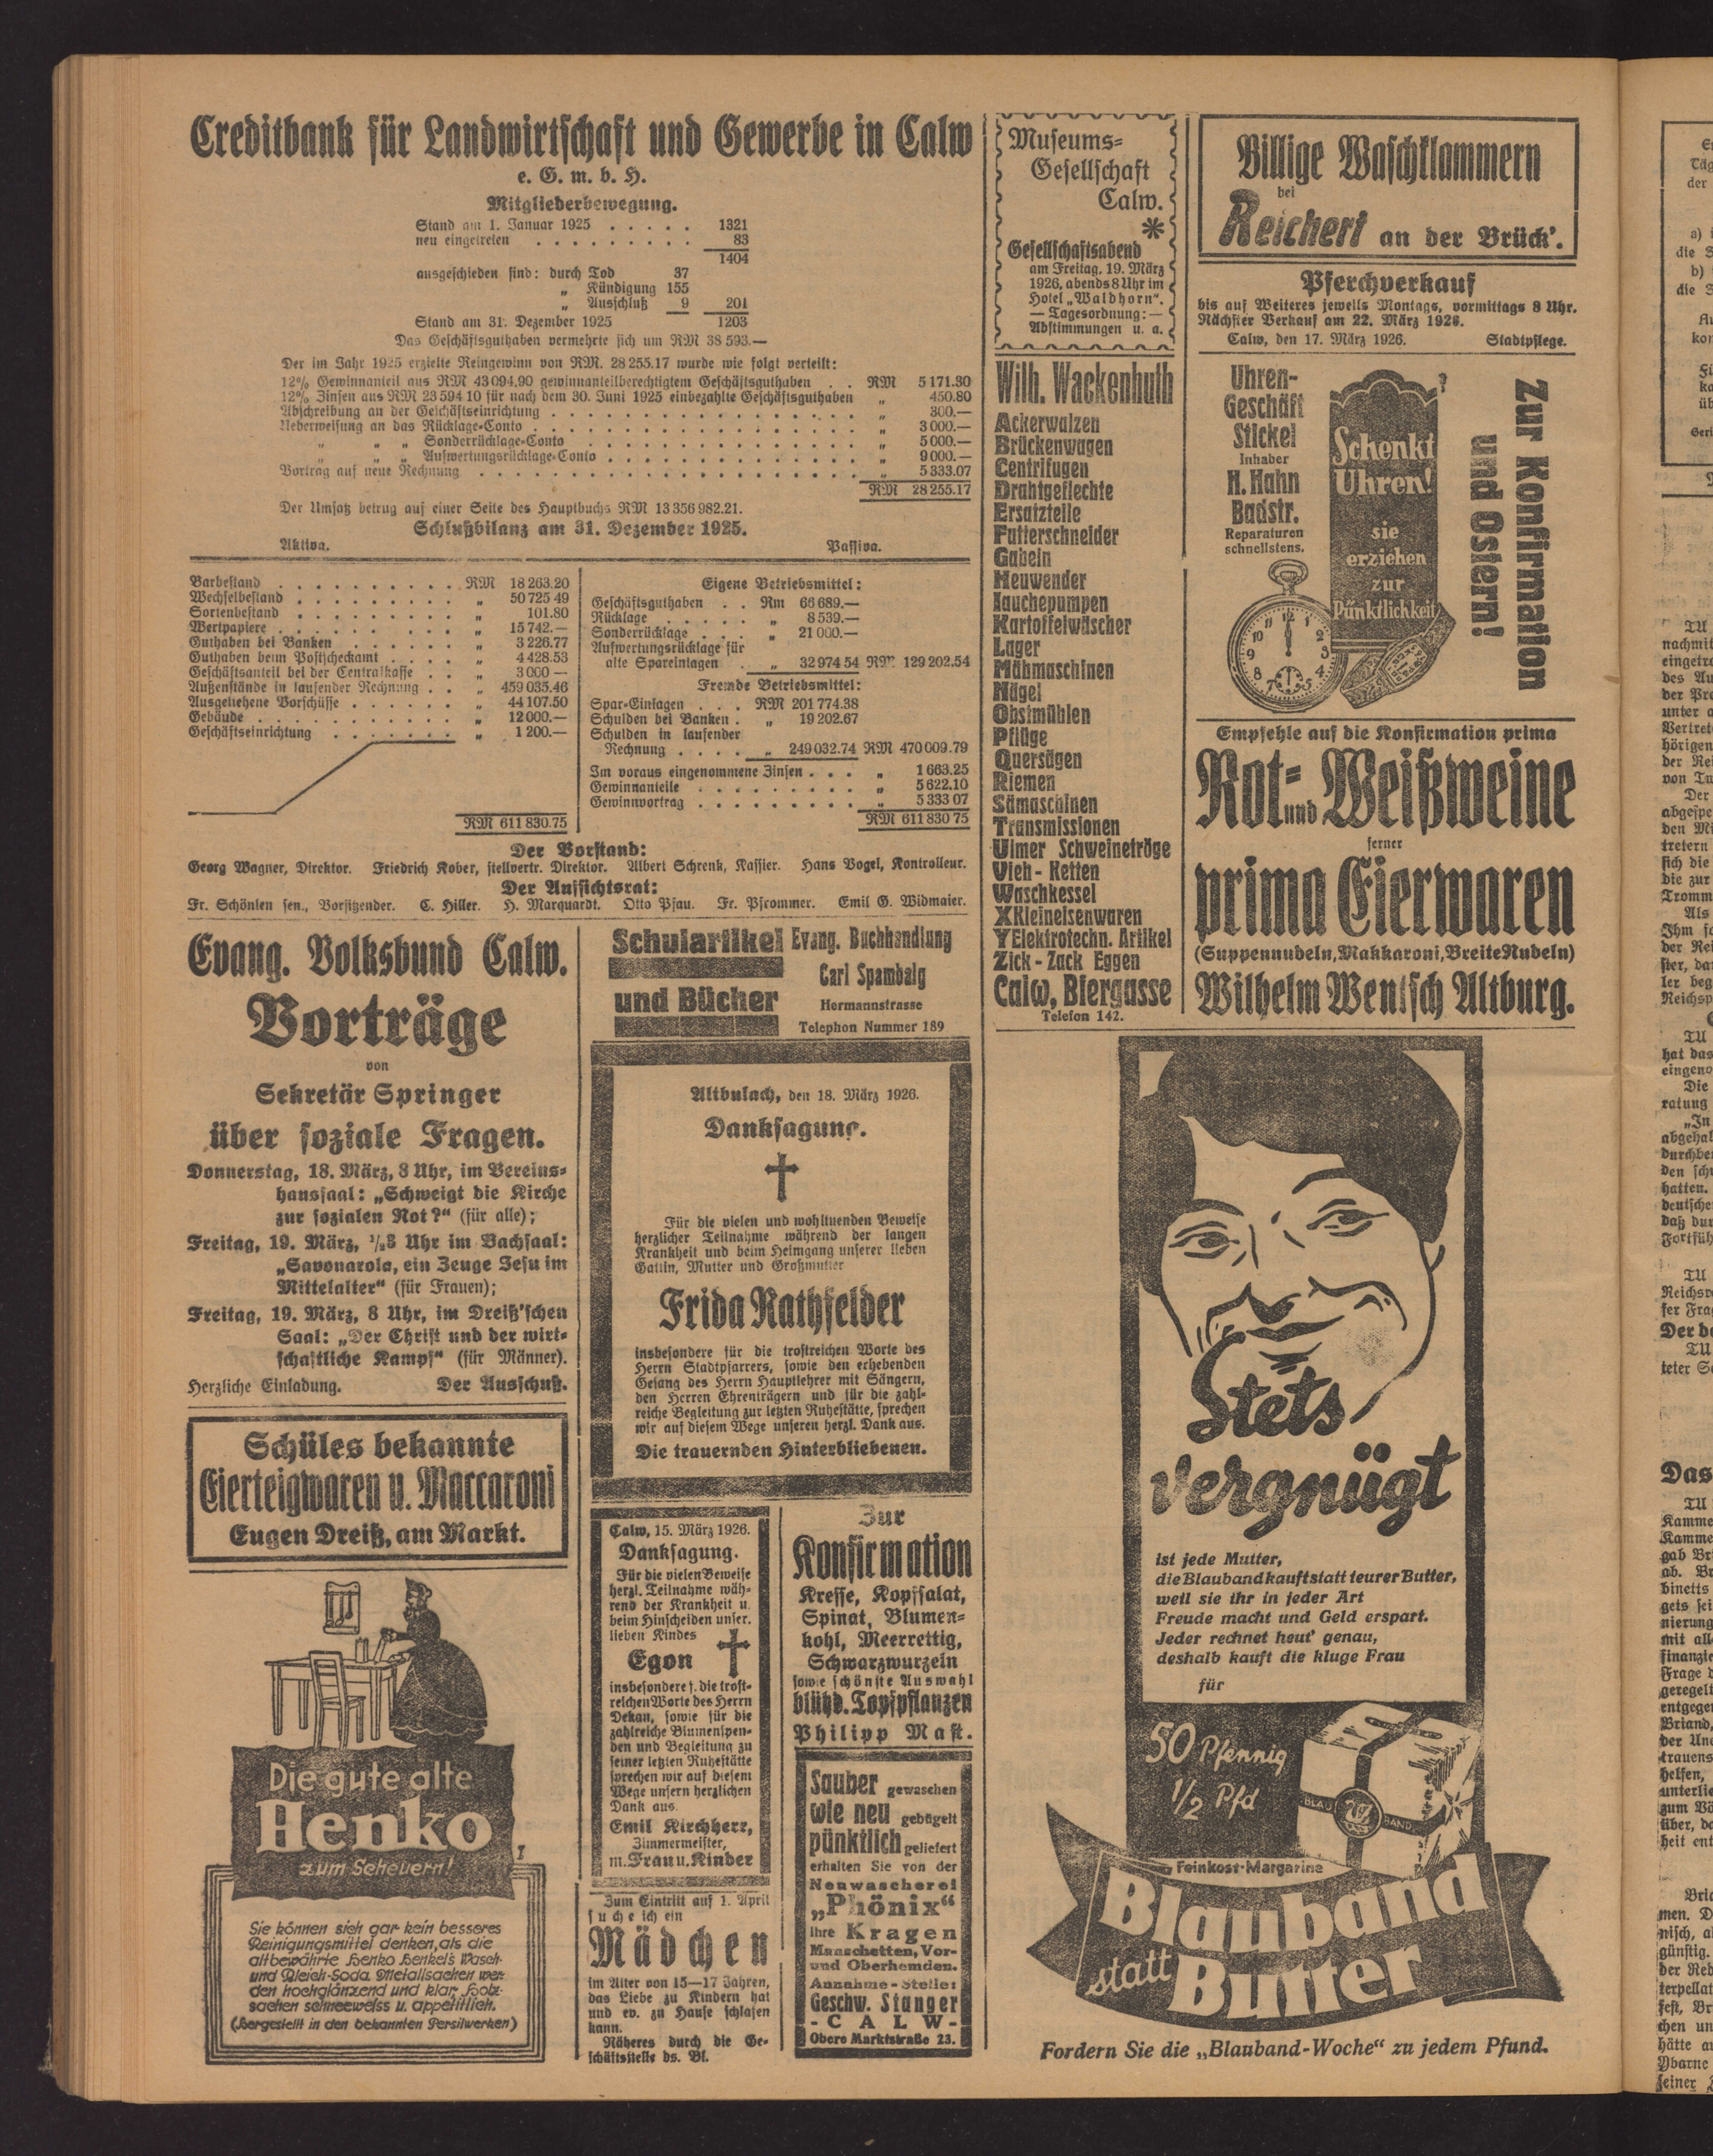 Creditbank für Landwirtschaft und Gewerbe in Calw
e. G. m. b. H.
Mitgliederbewegung.
Stand am 1. Januar 1925 . . . . . 1321
neu eingetreten . . . . . . . . . 83
1404
ausgeschieden sind: durch Tod 37
„ Kündigung 155
„ Ausschluß 9 201
Stand am 31. Dezember 1925 1203
Das Geschäftsguthaben vermehrte sich um RM 38 593.—
Der im Jahr 1925 erzielte Reingewinn von RM. 28 255.17 wurde wie folgt verteilt:
12% Gewinnanteil aus RM 43 094.90 gewinnanteilberechtigtem Geschäftsguthaben . . RM 5 171.30
12% Zinsen aus RM 23 594 10 für nach dem 30. Juni 1925 einbezahlte Geschäftsguthaben „ 450.80
Abschreibung an der Geschäftseinrichtung . . . „ 300.—
Ueberweisung an das Rücklage-Conto . . . „ 3 000.—
„ „ „ Sonderrücklage-Conto . . . „ 5 000.—
„ „ „ Aufwertungsrücklage-Conto . . . „ 9 000.—
Vortrag auf neue Rechnung . . . „ 5 333.07
RM 28 255.17
Der Umsatz betrug auf einer Seite des Hauptbuchs RM 13 356 982.21.
Schlußbilanz am 31. Dezember 1925.
Aktiva. Passiva.
Barbestand . . . RM 18 263.20
Wechselbestand . . . „ 50 725 49
Sortenbestand . . . „ 101.80
Wertpapiere . . . „ 15 742.—
Guthaben bei Banken . . . „ 3 226.77
Guthaben beim Postscheckamt . . . „ 4 428.53
Geschäftsanteil bei der Centralkasse . . „ 3 000 —
Außenstände in laufender Rechnung . . „ 459 035.46
Ausgeliehene Vorschüsse . . . „ 44 107.50
Gebäude . . . „ 12 000.—
Geschäftseinrichtung . . . „ 1 200.—
RM 611 830.75
Eigene Betriebsmittel:
Geschäftsguthaben . . Rm 66 689.—
Rücklage . . . „ 8 539.—
Sonderrücklage . . . „ 21 000.—
Aufwertungsrücklage für
alte Spareinlagen . „ 32 974 54 RM 129 202.54
Fremde Betriebsmittel:
Spar-Einlagen . . . RM 201 774.38
Schulden bei Banken . „ 19 202.67
Schulden in laufender
Rechnung . . . „ 249 032.74 RM 470 009.79
Im voraus eingenommene Zinsen . . . „ 1 663.25
Gewinnanteile . . . „ 5 622.10
Gewinnvortrag . . . „ 5 333 07
RM 611 830 75
Der Vorstand:
Georg Wagner, Direktor. Friedrich Kober, stellvertr. Direktor. Albert Schrenk, Kassier. Hans Vogel, Kontrolleur.
Der Aufsichtsrat:
Fr. Schönlen sen., Vorsitzender. C. Hiller. H. Marquardt. Otto Pfau. Fr. Pfrommer. Emil G. Widmaier.
Evang. Volksbund Calw.
Vorträge
von
Sekretär Springer
über soziale Fragen.
Donnerstag, 18. März, 8 Uhr, im Vereins-
haussaal: „Schweigt die Kirche
zur sozialen Not?“ (für alle);
Freitag, 19. März, 1/23 Uhr im Bachsaal:
„Savonarola, ein Zeuge Jesu im
Mittelalter“ (für Frauen);
Freitag, 19. März, 8 Uhr, im Dreiß'schen
Saal: „Der Christ und der wirt-
schaftliche Kampf“ (für Männer).
Herzliche Einladung. Der Ausschuß.
Schüles bekannte
Eierteigwaren u. Maccaroni
Eugen Dreiß, am Markt.
Die gute alte
Henko
zum Scheuern!
Sie können sich gar kein besseres
Reinigungsmittel denken, als die
altbewährte Henko Henkels Wasch-
und Bleich-Soda. Metallsachen wer-
den hochglänzend und klar, Holz-
sachen schneeweiss u. appetitlich.
(Hergestellt in den bekannten Persilwerken)
Schulartikel
und Bücher
Evang. Buchhandlung
Carl Spambalg
Hermannstrasse
Telephon Nummer 189
Altbulach, den 18. März 1926.
Danksagung.
Für die vielen und wohltuenden Beweise
herzlicher Teilnahme während der langen
Krankheit und beim Heimgang unserer lieben
Gattin, Mutter und Großmutter
Frida Rathfelder
insbesondere für die trostreichen Worte des
Herrn Stadtpfarrers, sowie den erhebenden
Gesang des Herrn Hauptlehrer mit Sängern,
den Herren Ehrenträgern und für die zahl-
reiche Begleitung zur letzten Ruhestätte, sprechen
wir auf diesem Wege unseren herzl. Dank aus.
Die trauernden Hinterbliebenen.
Calw, 15. März 1926.
Danksagung.
Für die vielen Beweise
herzl. Teilnahme wäh-
rend der Krankheit u.
beim Hinscheiden unser.
lieben Kindes
Egon
insbesondere f. die trost-
reichen Worte des Herrn
Dekan, sowie für die
zahlreiche Blumenspen-
den und Begleitung zu
seiner letzten Ruhestätte
sprechen wir auf diesem
Wege unsern herzlichen
Dank aus.
Emil Kirchherr,
Zimmermeister,
m. Frau u. Kinder
Zum Eintritt auf 1. April
suche ich ein
Mädchen
im Alter von 15—17 Jahren,
das Liebe zu Kindern hat
und ev. zu Hause schlafen
kann.
Näheres durch die Ge-
schäftsstelle ds. Bl.
Zur
Konfirmation
Kresse, Kopfsalat,
Spinat, Blumen-
kohl, Meerrettig,
Schwarzwurzeln
sowie schönste Auswahl
blühd. Topfpflanzen
Philipp Mast.
Sauber gewaschen
wie neu gebügelt
pünktlich geliefert
erhalten Sie von der
Neuwascherei
„Phönix“
Ihre Kragen
Manschetten, Vor-
und Oberhemden.
Annahme-Stelle:
Geschw. Stanger
- C A L W -
Obere Marktstraße 23.
Museums-
Gesellschaft
Calw.
Gesellschaftsabend
am Freitag, 19. März
1926, abends 8 Uhr im
Hotel „Waldhorn“.
— Tagesordnung: —
Abstimmungen u. a.
Wilh. Wackenhuth
Ackerwalzen
Brückenwagen
Centrifugen
Drahtgeflechte
Ersatzteile
Futterschneider
Gabeln
Heuwender
Jauchepumpen
Kartoffelwäscher
Lager
Mähmaschinen
Nägel
Obstmühlen
Pflüge
Quersägen
Riemen
Sämaschinen
Transmissionen
Ulmer Schweinetröge
Vieh-Ketten
Waschkessel
XKleineisenwaren
YElektrotechn. Artikel
Zick-Zack Eggen
Calw, Biergasse
Telefon 142.
Billige Waschklammern
bei
Reichert an der Brück'.
Pferchverkauf
bis auf Weiteres jeweils Montags, vormittags 8 Uhr.
Nächster Verkauf am 22. März 1926.
Calw, den 17. März 1926. Stadtpflege.
Uhren-
Geschäft
Stickel
Inhaber
H. Hahn
Badstr.
Reparaturen
schnellstens.
Schenkt
Uhren!
sie
erziehen
zur
Pünktlichkeit
Zur Konfirmation
und Ostern!
Empfehle auf die Konfirmation prima
Rot- und Weißweine
ferner
prima Eierwaren
(Suppennudeln, Makkaroni, Breite Nudeln)
Wilhelm Wentsch Altburg.
Stets
vergnügt
ist jede Mutter,
die Blauband kauft statt teurer Butter,
weil sie ihr in jeder Art
Freude macht und Geld erspart.
Jeder rechnet heut' genau,
deshalb kauft die kluge Frau
für
50 Pfennig
1/2 Pfd
BLAU BAND
Feinkost-Margarine
Blauband
statt Butter
Fordern Sie die „Blauband-Woche“ zu jedem Pfund.